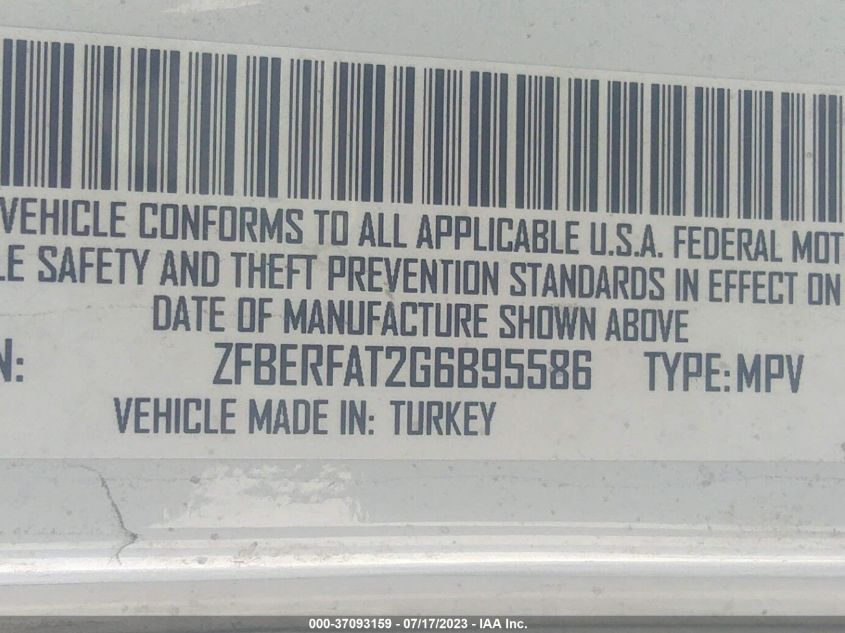 VEHICLE CONFORMS TO ALL APPLICABLE U.S.A. FEDERAL MOT
LE SAFETY AND THEFT PREVENTION STANDARDS IN EFFECT ON
DATE OF MANUFACTURE SHOWN ABOVE
N: ZFBERFAT2G6B95586 TYPE: MPV
VEHICLE MADE IN: TURKEY
000-37093159 - 07/17/2023 - IAA Inc.